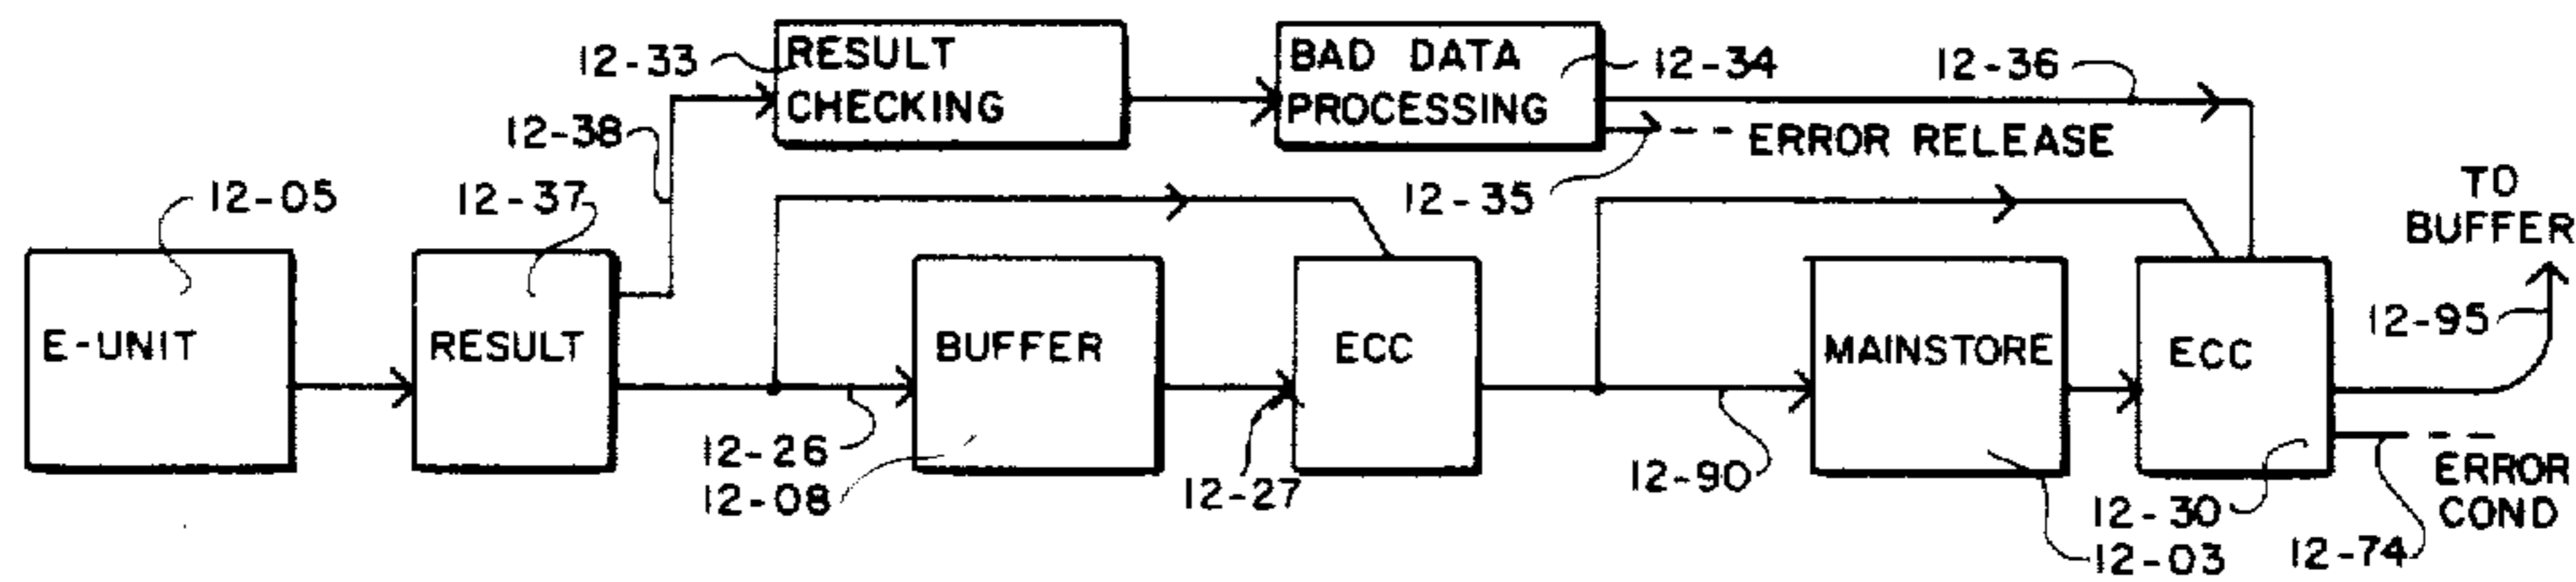 12-33
RESULT
CHECKING
BAD DATA
PROCESSING
12-34
12-36
12-38
ERROR RELEASE
12-35
12-05
12-37
TO
BUFFER
E-UNIT
RESULT
BUFFER
ECC
MAINSTORE
ECC
12-95
12-26
12-08
12-27
12-90
12-30
12-03
ERROR
COND
12-74